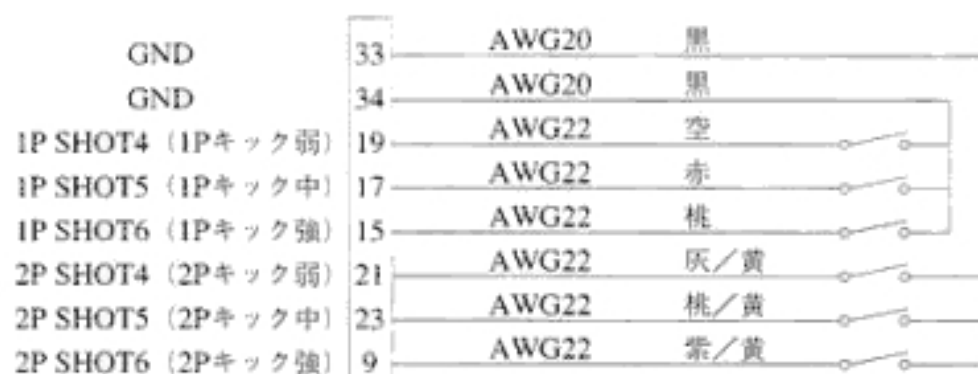 GND 33 AWG20 黒
GND 34 AWG20 黒
1P SHOT4（1Pキック弱） 19 AWG22 空
1P SHOT5（1Pキック中） 17 AWG22 赤
1P SHOT6（1Pキック強） 15 AWG22 桃
2P SHOT4（2Pキック弱） 21 AWG22 灰／黄
2P SHOT5（2Pキック中） 23 AWG22 桃／黄
2P SHOT6（2Pキック強） 9 AWG22 紫／黄